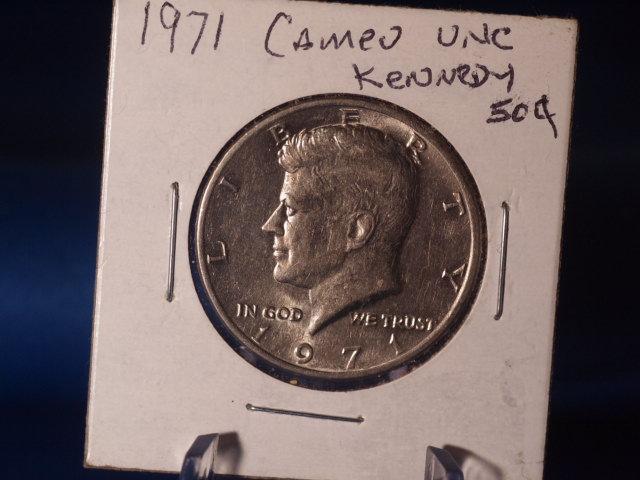 1971 Cameo UNC
Kennedy
50¢
LIBERTY
IN GOD WE TRUST
1971